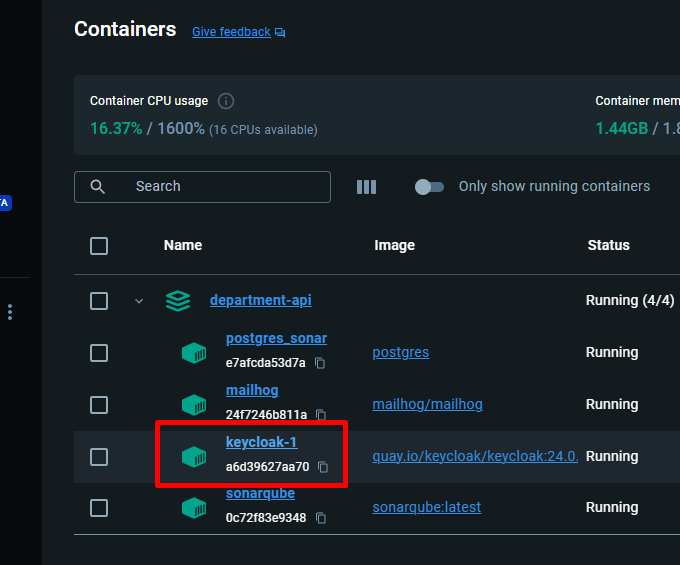 Containers Give feedback
Container CPU usage
16.37% / 1600% (16 CPUs available)
Container mem
1.44GB / 1.8
TA
Search
Only show running containers
Name Image Status
department-api Running (4/4)
postgres_sonar
e7afcda53d7a
postgres Running
mailhog
24f7246b811a
mailhog/mailhog Running
keycloak-1
a6d39627aa70
quay.io/keycloak/keycloak:24.0. Running
sonarqube
0c72f83e9348
sonarqube:latest Running